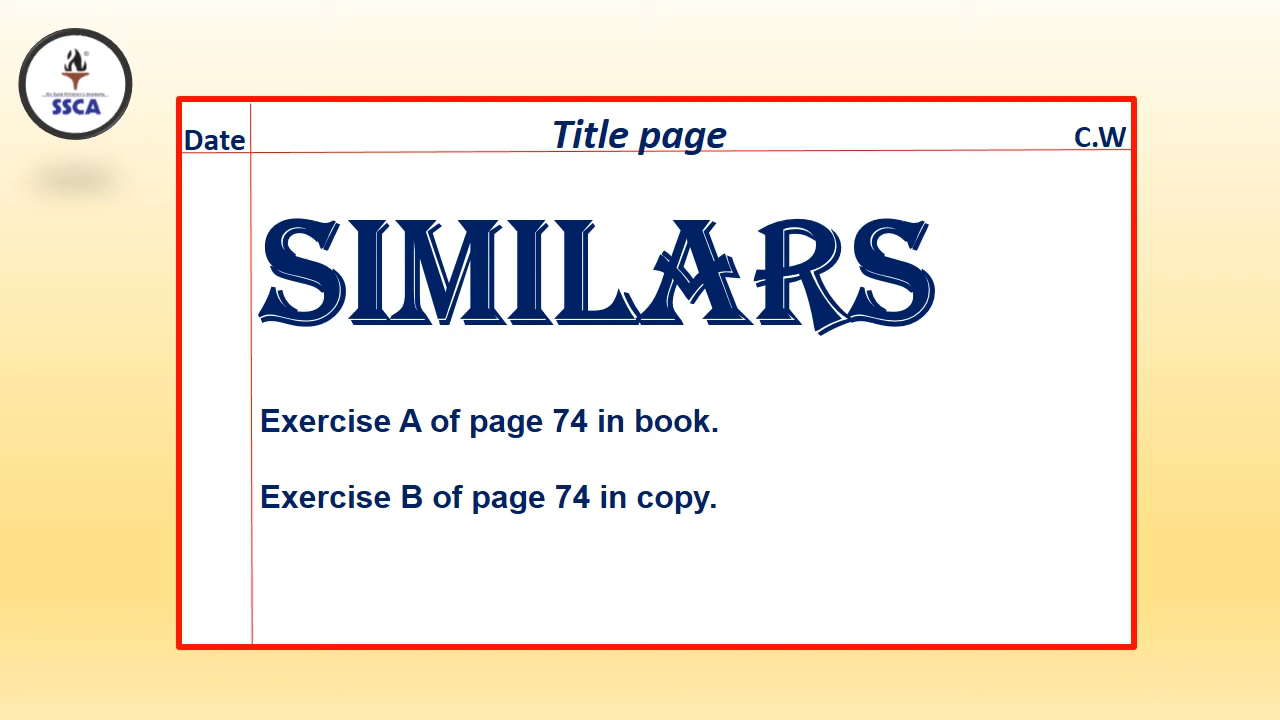 SSCA
Date Title page C.W
SIMILARS
Exercise A of page 74 in book.
Exercise B of page 74 in copy.